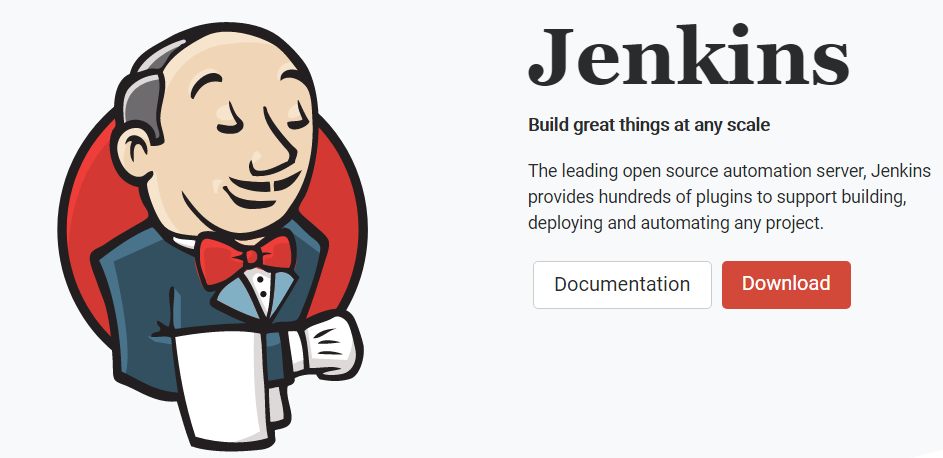 Jenkins
Build great things at any scale
The leading open source automation server, Jenkins
provides hundreds of plugins to support building,
deploying and automating any project.
Documentation
Download